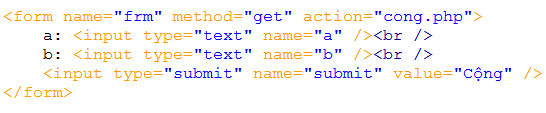 <form name="frm" method="get" action="cong.php">
a: <input type="text" name="a" /><br />
b: <input type="text" name="b" /><br />
<input type="submit" name="submit" value="Cộng" />
</form>